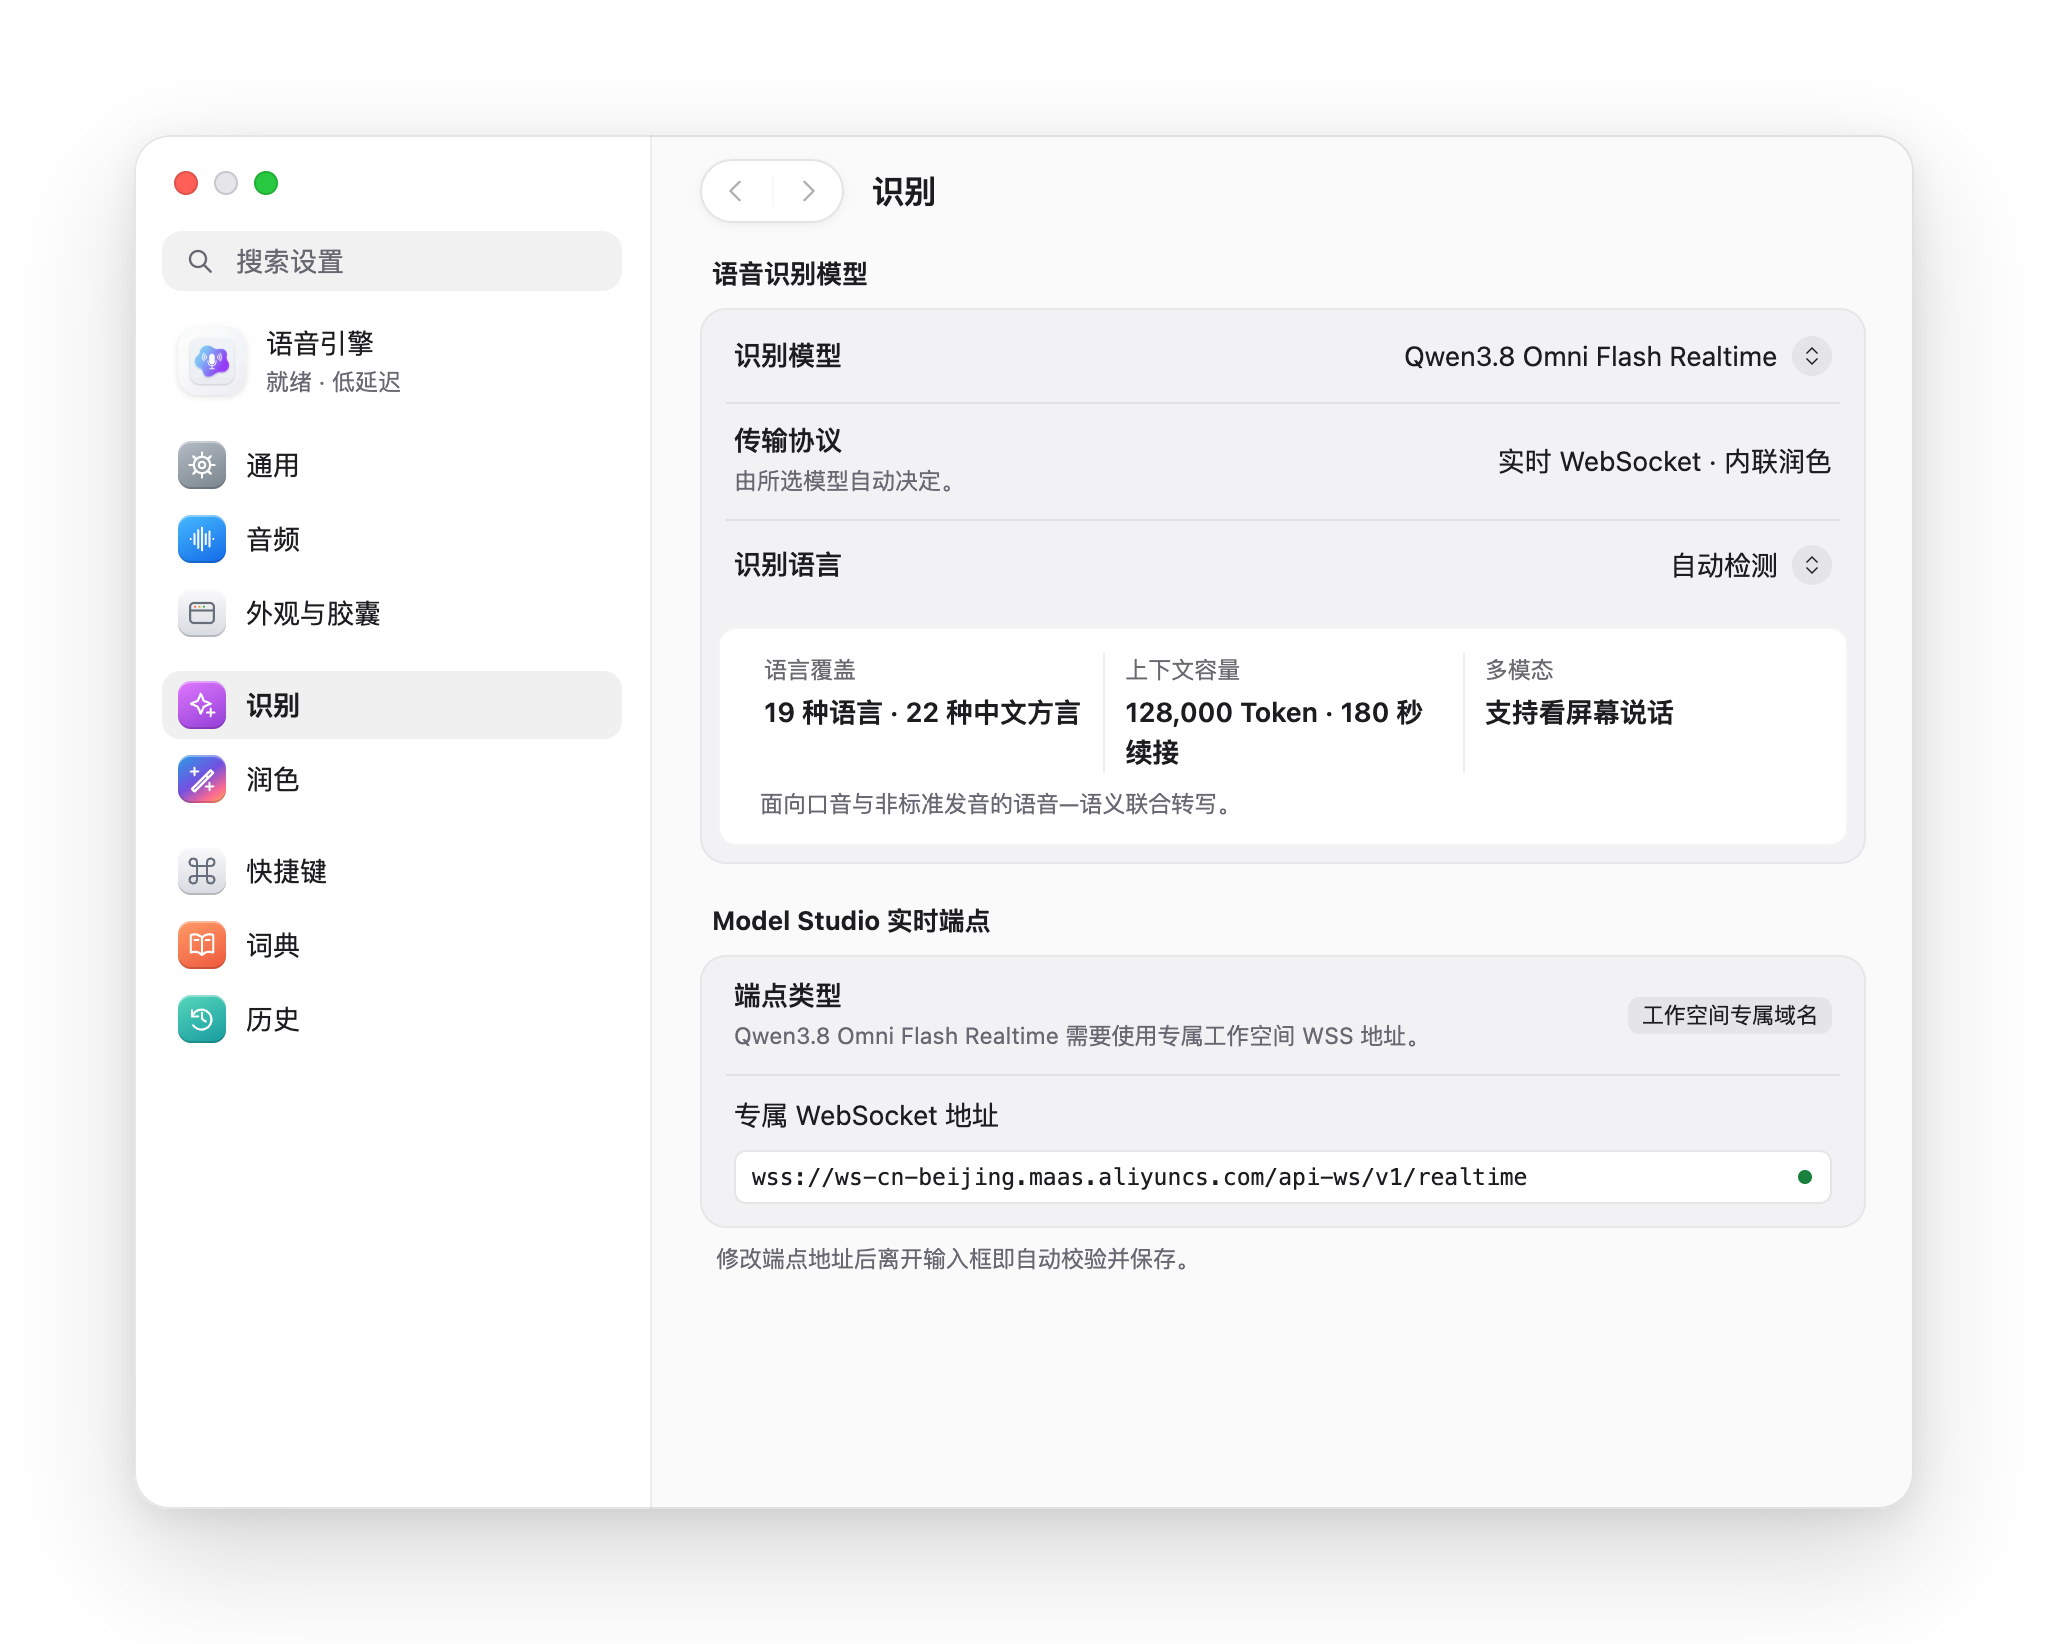 搜索设置
语音引擎
就绪 · 低延迟
通用
音频
外观与胶囊
识别
润色
快捷键
词典
历史
识别
语音识别模型
识别模型
Qwen3.8 Omni Flash Realtime
传输协议
由所选模型自动决定。
实时 WebSocket · 内联润色
识别语言
自动检测
语言覆盖
19 种语言 · 22 种中文方言
上下文容量
128,000 Token · 180 秒
续接
多模态
支持看屏幕说话
面向口音与非标准发音的语音—语义联合转写。
Model Studio 实时端点
端点类型
Qwen3.8 Omni Flash Realtime 需要使用专属工作空间 WSS 地址。
工作空间专属域名
专属 WebSocket 地址
wss://ws-cn-beijing.maas.aliyuncs.com/api-ws/v1/realtime
修改端点地址后离开输入框即自动校验并保存。